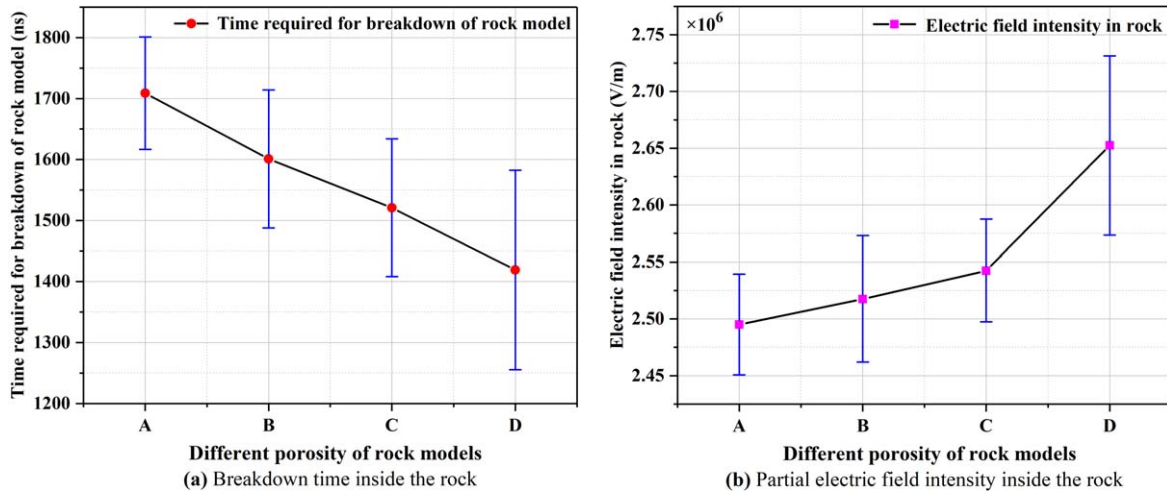 Time required for breakdown of rock model (ns)
1800
1700
1600
1500
1400
1300
1200
Time required for breakdown of rock model
A B C D
Different porosity of rock models
(a) Breakdown time inside the rock
Electric field intensity in rock (V/m)
×10⁶
2.75
2.70
2.65
2.60
2.55
2.50
2.45
Electric field intensity in rock
A B C D
Different porosity of rock models
(b) Partial electric field intensity inside the rock